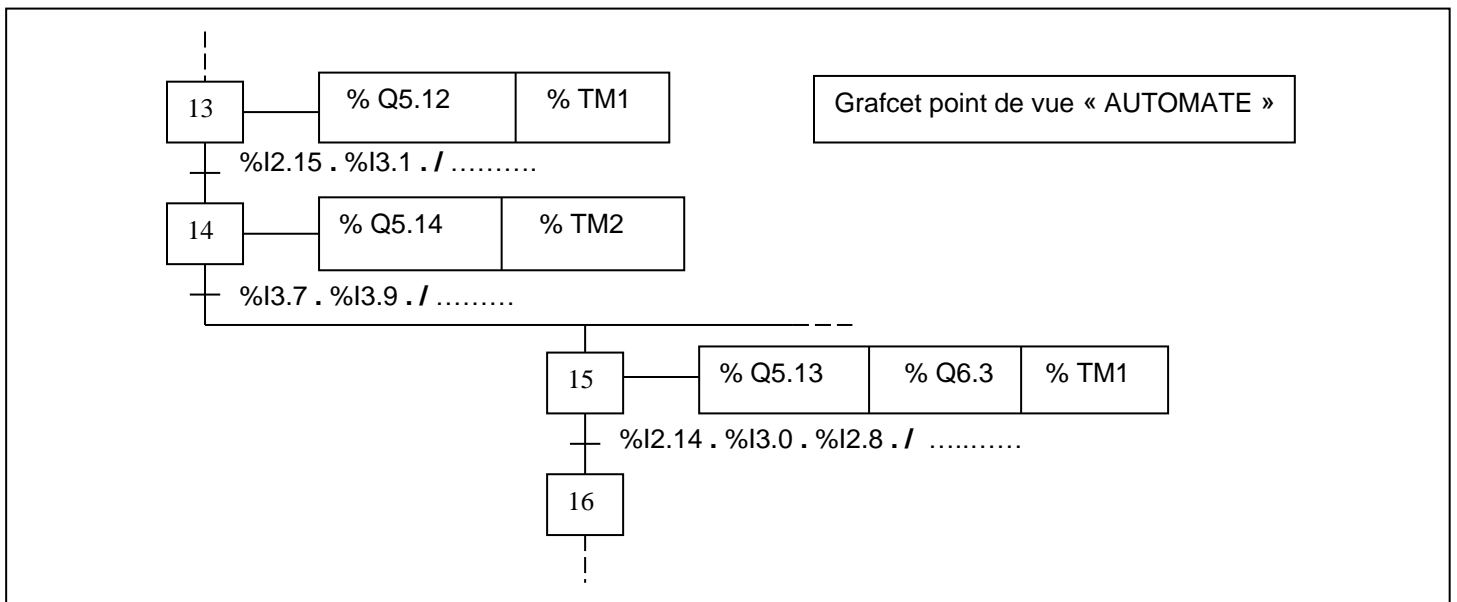 13 % Q5.12 % TM1
Grafcet point de vue « AUTOMATE »
%I2.15 . %I3.1 . / ……….
14 % Q5.14 % TM2
%I3.7 . %I3.9 . / ………
15 % Q5.13 % Q6.3 % TM1
%I2.14 . %I3.0 . %I2.8 . / …..……
16